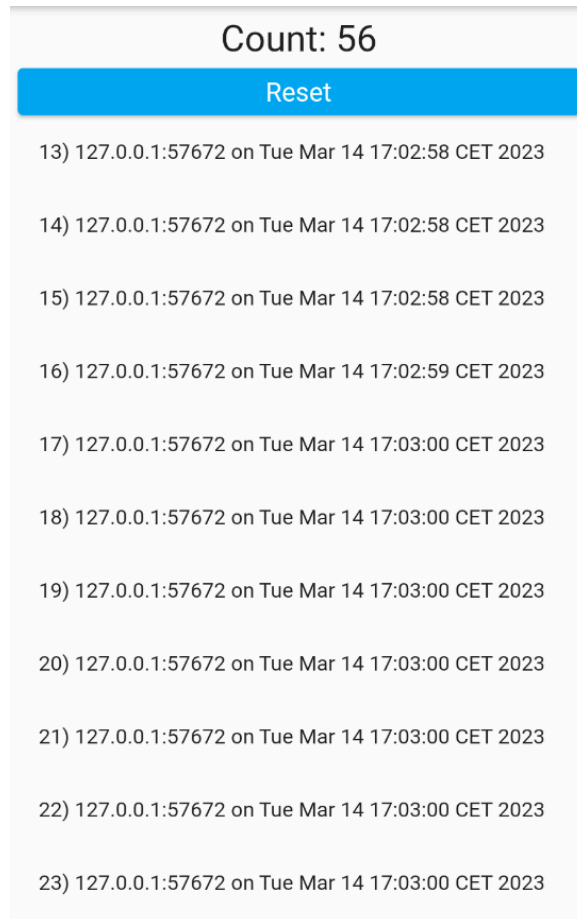 Count: 56
Reset
13) 127.0.0.1:57672 on Tue Mar 14 17:02:58 CET 2023
14) 127.0.0.1:57672 on Tue Mar 14 17:02:58 CET 2023
15) 127.0.0.1:57672 on Tue Mar 14 17:02:58 CET 2023
16) 127.0.0.1:57672 on Tue Mar 14 17:02:59 CET 2023
17) 127.0.0.1:57672 on Tue Mar 14 17:03:00 CET 2023
18) 127.0.0.1:57672 on Tue Mar 14 17:03:00 CET 2023
19) 127.0.0.1:57672 on Tue Mar 14 17:03:00 CET 2023
20) 127.0.0.1:57672 on Tue Mar 14 17:03:00 CET 2023
21) 127.0.0.1:57672 on Tue Mar 14 17:03:00 CET 2023
22) 127.0.0.1:57672 on Tue Mar 14 17:03:00 CET 2023
23) 127.0.0.1:57672 on Tue Mar 14 17:03:00 CET 2023